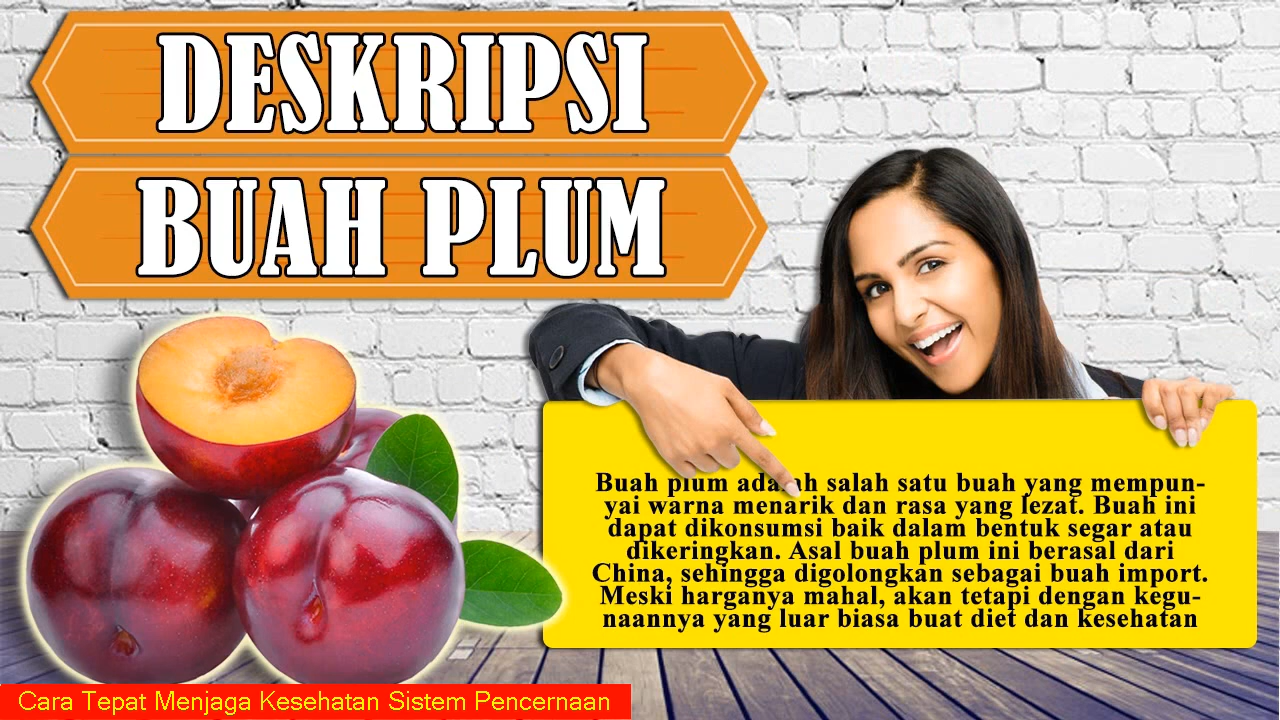 DESKRIPSI
BUAH PLUM
Buah plum adalah salah satu buah yang mempun-
yai warna menarik dan rasa yang lezat. Buah ini
dapat dikonsumsi baik dalam bentuk segar atau
dikeringkan. Asal buah plum ini berasal dari
China, sehingga digolongkan sebagai buah import.
Meski harganya mahal, akan tetapi dengan kegu-
naannya yang luar biasa buat diet dan kesehatan
Cara Tepat Menjaga Kesehatan Sistem Pencernaan